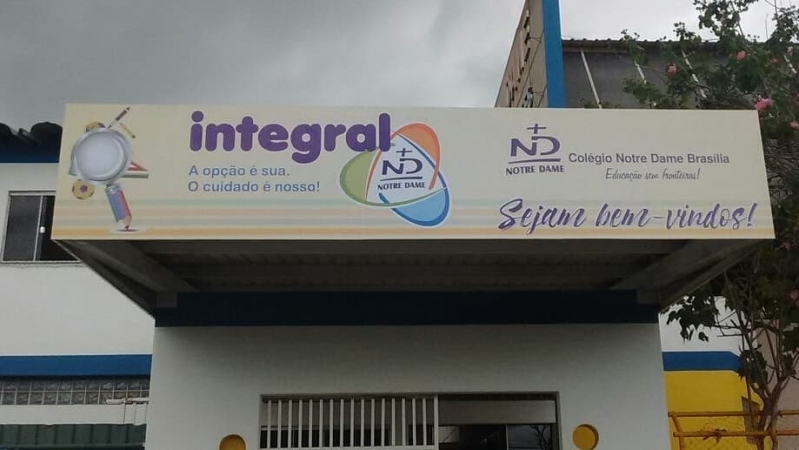 integral
A opção é sua.
O cuidado é nosso!
ND
NOTRE DAME
ND
NOTRE DAME
Colégio Notre Dame Brasília
Educação sem fronteiras!
Sejam bem-vindos!